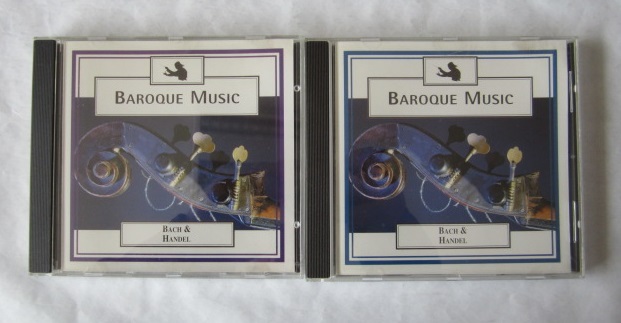 Baroque Music
Bach &
Handel
Baroque Music
Bach &
Handel